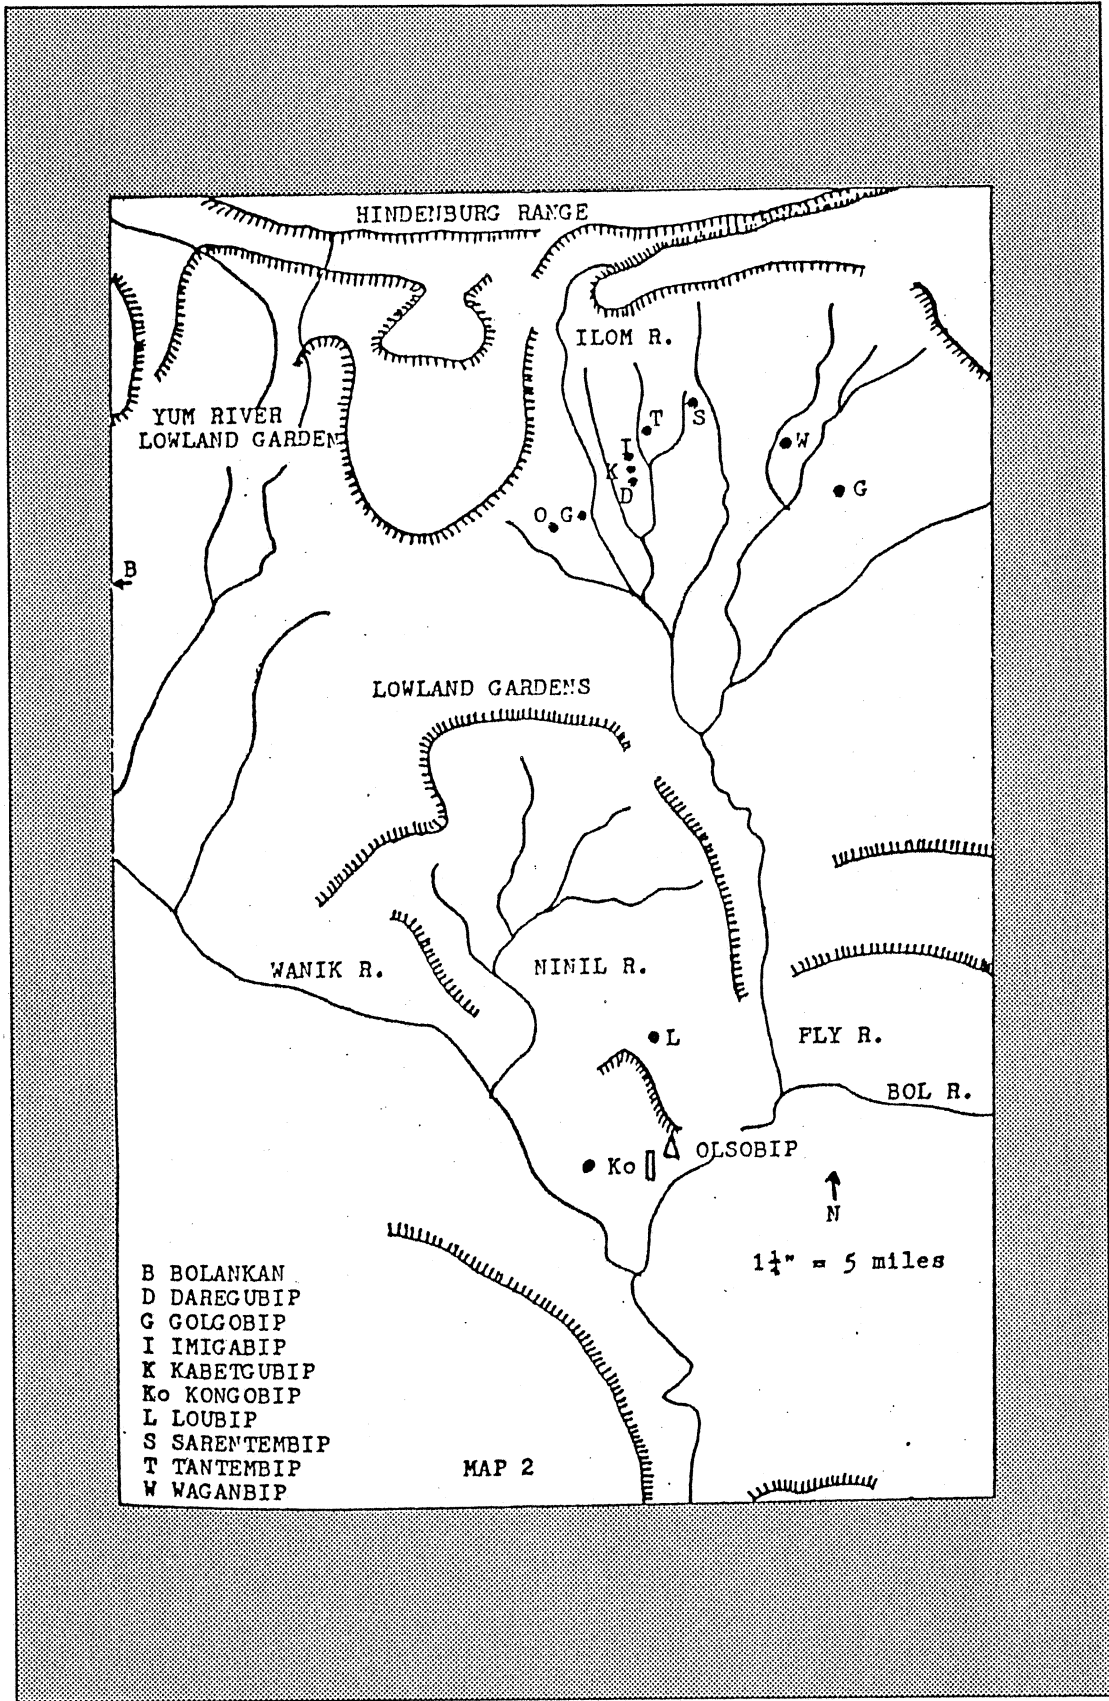 HINDENBURG RANGE
ILOM R.
YUM RIVER
LOWLAND GARDEN
T
S
I
K
D
W
G
O G
B
LOWLAND GARDENS
WANIK R.
NINIL R.
L
FLY R.
BOL R.
OLSOBIP
Ko
N
1¼" = 5 miles
B BOLANKAN
D DAREGUBIP
G GOLGOBIP
I IMIGABIP
K KABETGUBIP
Ko KONGOBIP
L LOUBIP
S SARENTEMBIP
T TANTEMBIP
W WAGANBIP
MAP 2